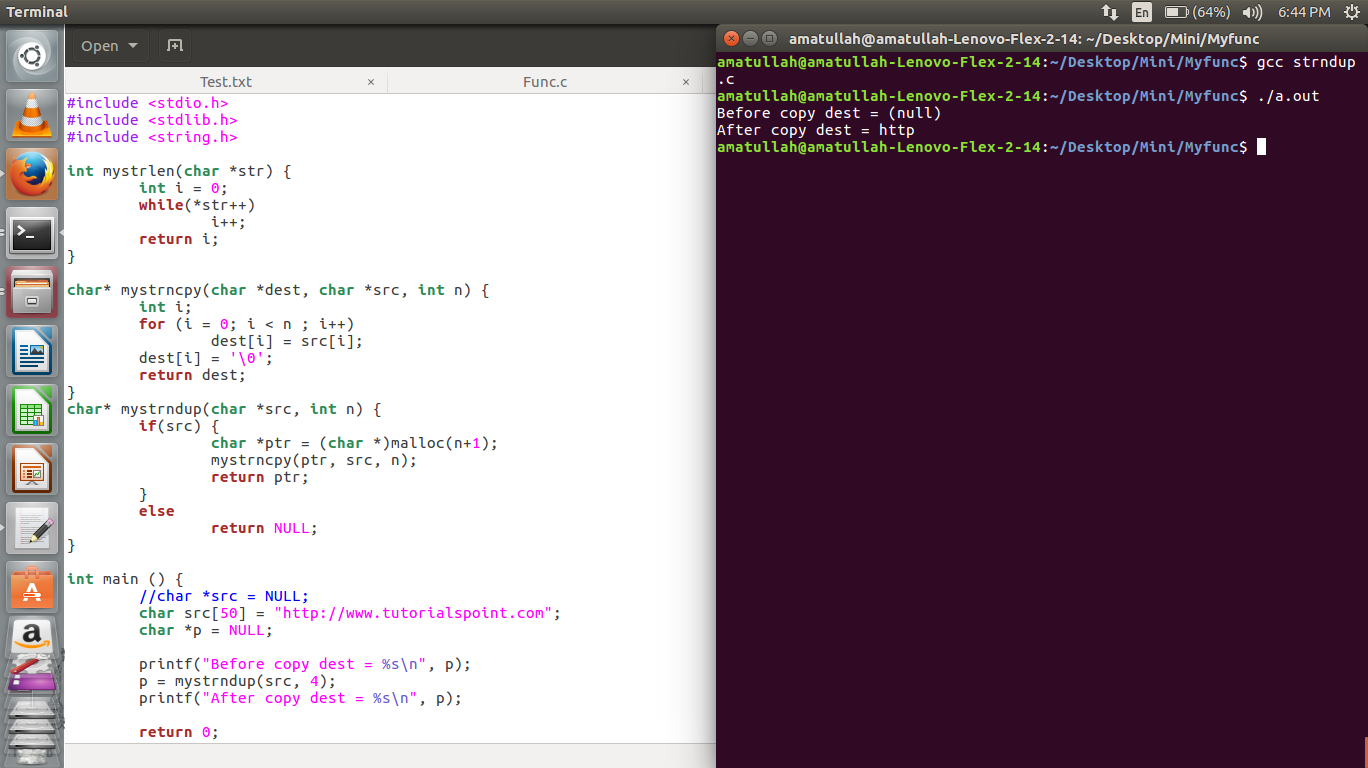 Terminal
En
(64%)
6:44 PM
Open
Test.txt
×
Func.c
×
#include <stdio.h>
#include <stdlib.h>
#include <string.h>
int mystrlen(char *str) {
int i = 0;
while(*str++)
i++;
return i;
}
char* mystrncpy(char *dest, char *src, int n) {
int i;
for (i = 0; i < n ; i++)
dest[i] = src[i];
dest[i] = '\0';
return dest;
}
char* mystrndup(char *src, int n) {
if(src) {
char *ptr = (char *)malloc(n+1);
mystrncpy(ptr, src, n);
return ptr;
}
else
return NULL;
}
int main () {
//char *src = NULL;
char src[50] = "http://www.tutorialspoint.com";
char *p = NULL;
printf("Before copy dest = %s\n", p);
p = mystrndup(src, 4);
printf("After copy dest = %s\n", p);
return 0;
amatullah@amatullah-Lenovo-Flex-2-14: ~/Desktop/Mini/Myfunc
amatullah@amatullah-Lenovo-Flex-2-14:~/Desktop/Mini/Myfunc$ gcc strndup
.c
amatullah@amatullah-Lenovo-Flex-2-14:~/Desktop/Mini/Myfunc$ ./a.out
Before copy dest = (null)
After copy dest = http
amatullah@amatullah-Lenovo-Flex-2-14:~/Desktop/Mini/Myfunc$